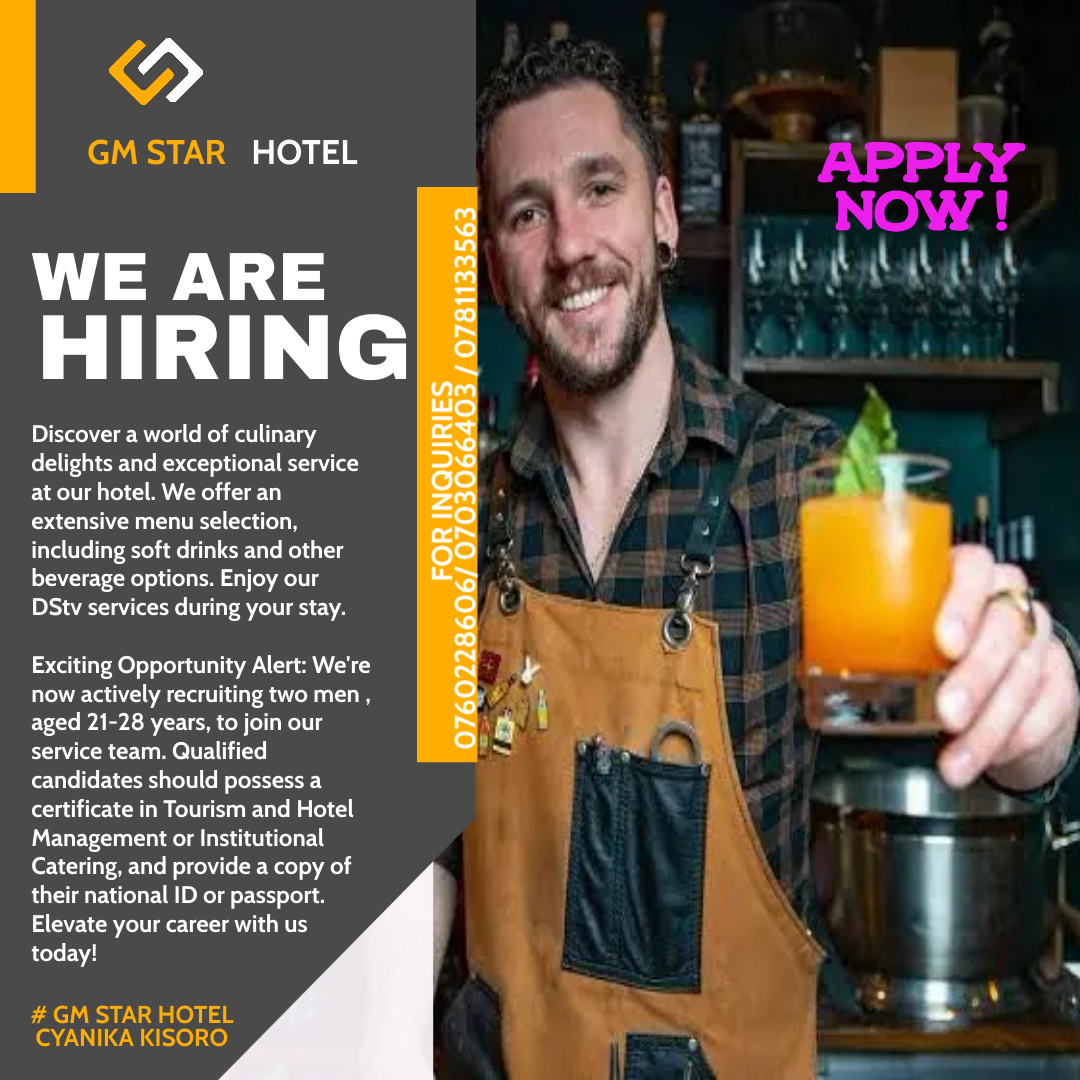 GM STAR HOTEL
WE ARE
HIRING
Discover a world of culinary
delights and exceptional service
at our hotel. We offer an
extensive menu selection,
including soft drinks and other
beverage options. Enjoy our
DStv services during your stay.
Exciting Opportunity Alert: We're
now actively recruiting two men ,
aged 21-28 years, to join our
service team. Qualified
candidates should possess a
certificate in Tourism and Hotel
Management or Institutional
Catering, and provide a copy of
their national ID or passport.
Elevate your career with us
today!
# GM STAR HOTEL
CYANIKA KISORO
FOR INQUIRIES
0760228606/ 0703066403 / 0781133563
APPLY
NOW !